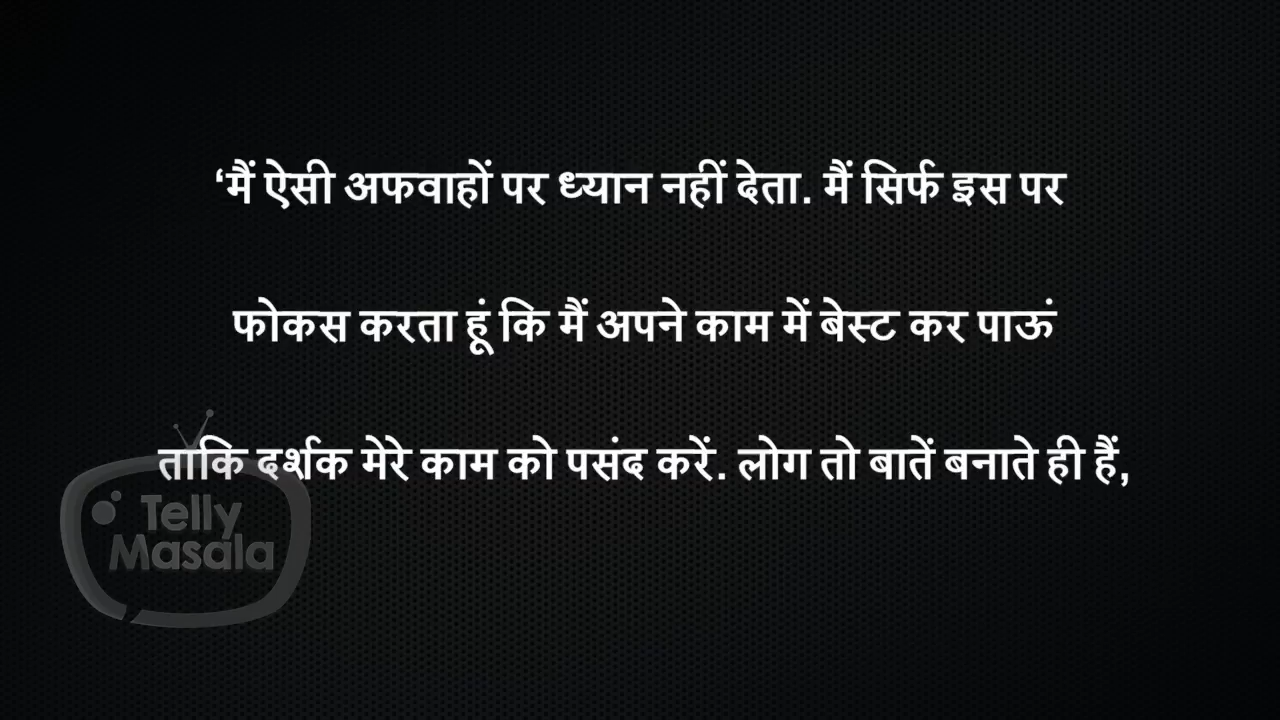 ‘मैं ऐसी अफवाहों पर ध्यान नहीं देता. मैं सिर्फ इस पर
फोकस करता हूं कि मैं अपने काम में बेस्ट कर पाऊं
ताकि दर्शक मेरे काम को पसंद करें. लोग तो बातें बनाते ही हैं,
Telly
Masala